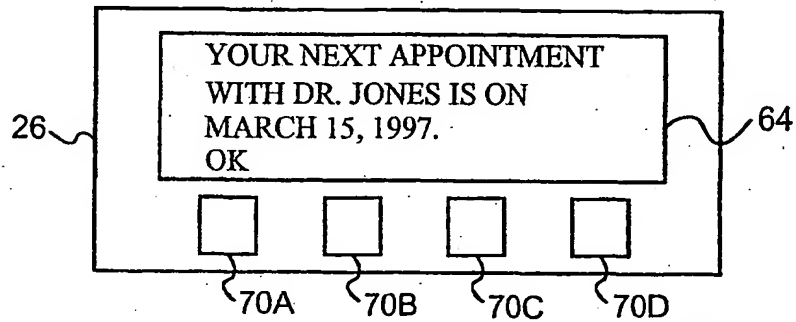 YOUR NEXT APPOINTMENT
WITH DR. JONES IS ON
MARCH 15, 1997.
OK
26
64
70A 70B 70C 70D